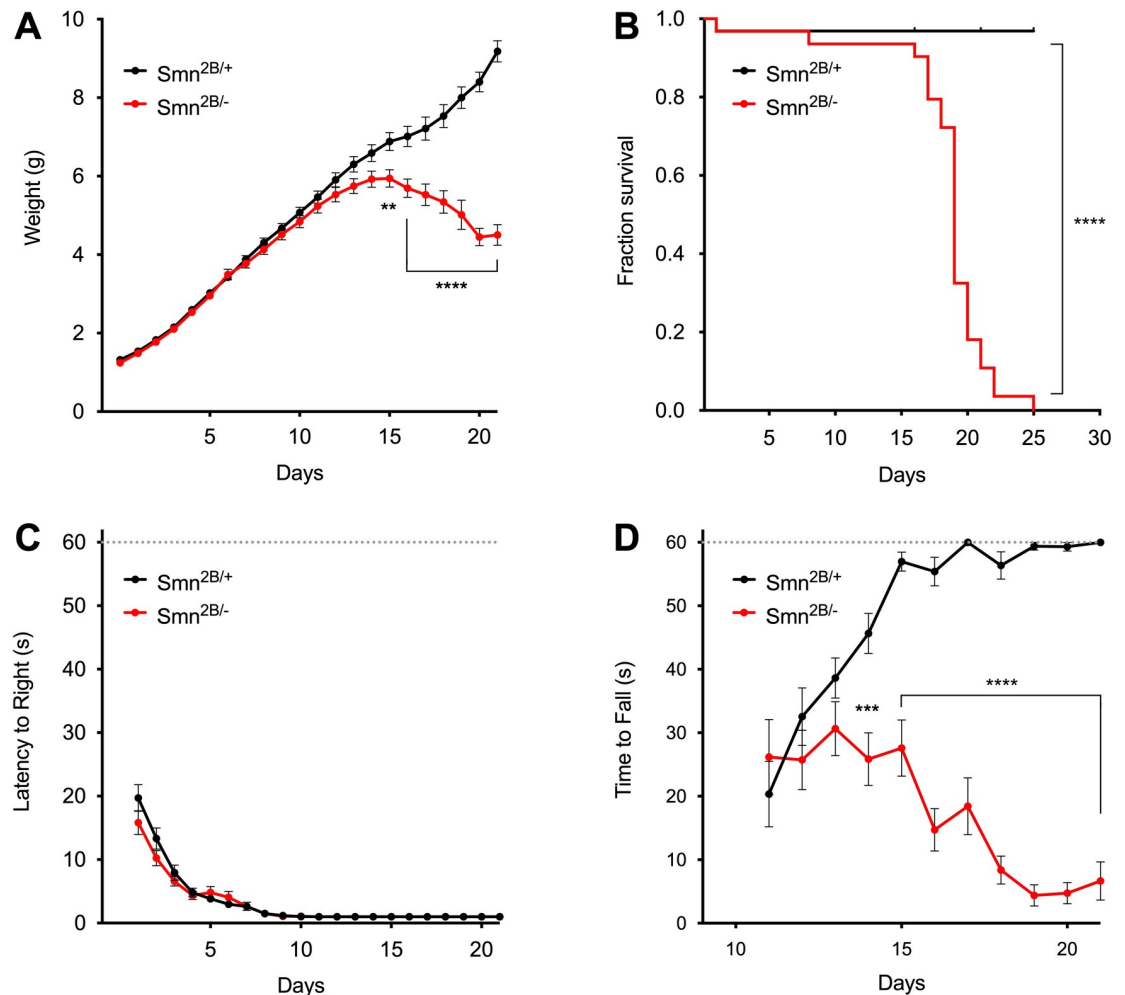 A
Weight (g)
10
8
6
4
2
0
Smn2B/+
Smn2B/-
**
****
5
10
15
20
Days
B
Fraction survival
1.0
0.8
0.6
0.4
0.2
0.0
Smn2B/+
Smn2B/-
****
5
10
15
20
25
30
Days
C
Latency to Right (s)
60
50
40
30
20
10
0
Smn2B/+
Smn2B/-
5
10
15
20
Days
D
Time to Fall (s)
60
50
40
30
20
10
0
Smn2B/+
Smn2B/-
***
****
10
15
20
Days